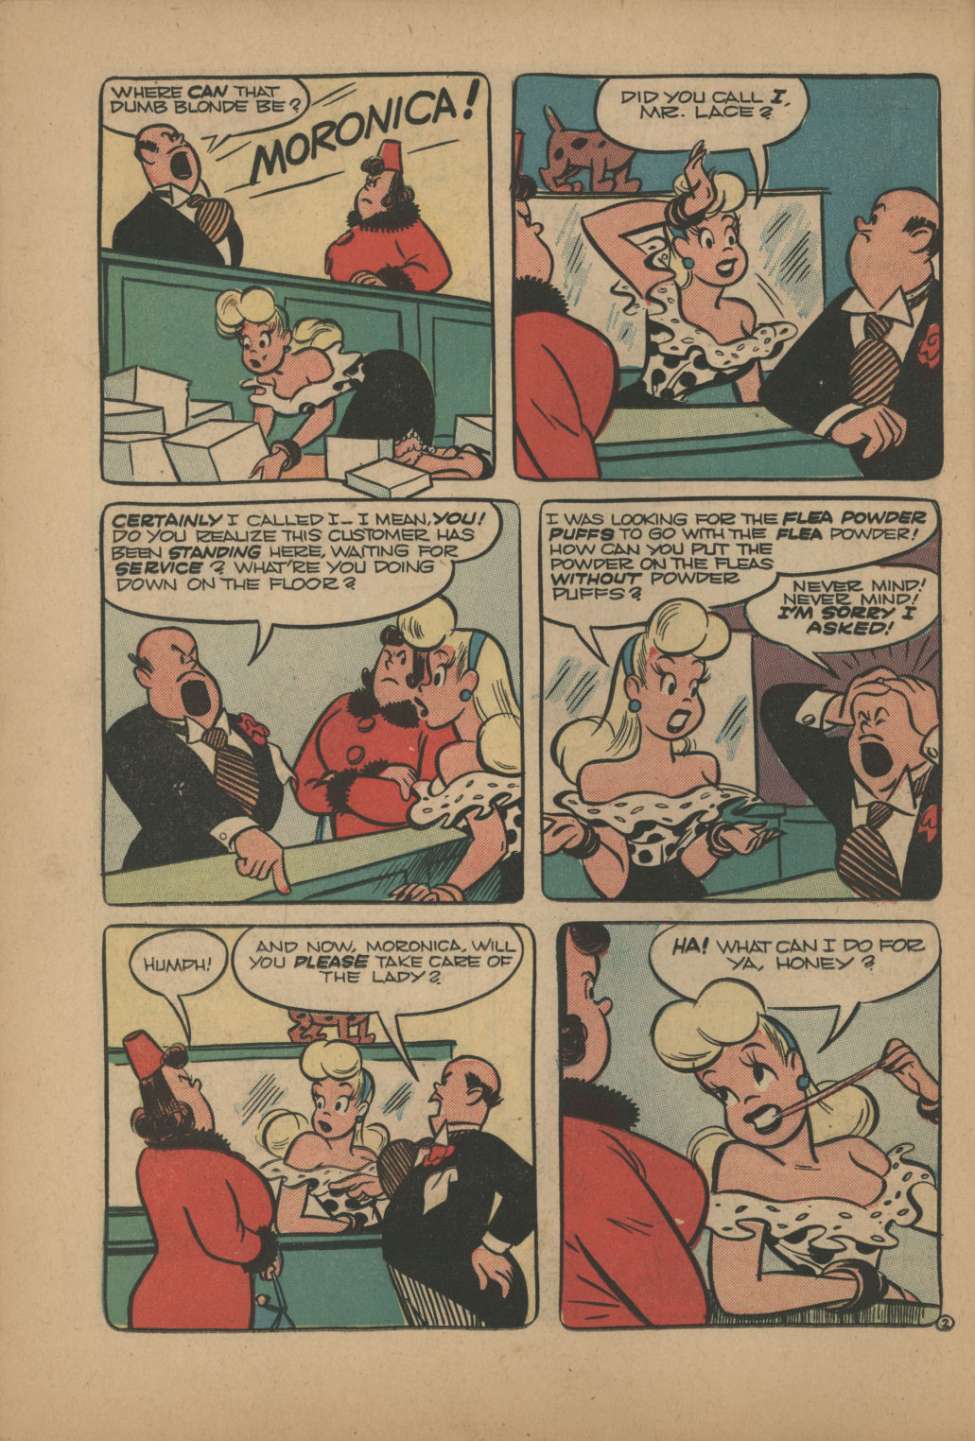 WHERE CAN THAT
DUMB BLONDE BE?
MORONICA!
DID YOU CALL I,
MR. LACE?
CERTAINLY I CALLED I— I MEAN, YOU!
DO YOU REALIZE THIS CUSTOMER HAS
BEEN STANDING HERE, WAITING FOR
SERVICE? WHAT'RE YOU DOING
DOWN ON THE FLOOR?
I WAS LOOKING FOR THE FLEA POWDER
PUFFS TO GO WITH THE FLEA POWDER!
HOW CAN YOU PUT THE
POWDER ON THE FLEAS
WITHOUT POWDER
PUFFS?
NEVER MIND!
NEVER MIND!
I'M SORRY I
ASKED!
HUMPH!
AND NOW, MORONICA, WILL
YOU PLEASE TAKE CARE OF
THE LADY?
HA! WHAT CAN I DO FOR
YA, HONEY?
2